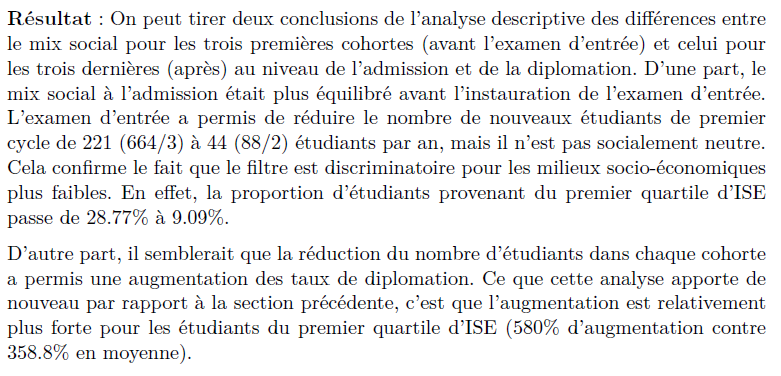 Résultat : On peut tirer deux conclusions de l'analyse descriptive des différences entre
le mix social pour les trois premières cohortes (avant l'examen d'entrée) et celui pour
les trois dernières (après) au niveau de l'admission et de la diplomation. D'une part, le
mix social à l'admission était plus équilibré avant l'instauration de l'examen d'entrée.
L'examen d'entrée a permis de réduire le nombre de nouveaux étudiants de premier
cycle de 221 (664/3) à 44 (88/2) étudiants par an, mais il n'est pas socialement neutre.
Cela confirme le fait que le filtre est discriminatoire pour les milieux socio-économiques
plus faibles. En effet, la proportion d'étudiants provenant du premier quartile d'ISE
passe de 28.77% à 9.09%.
D'autre part, il semblerait que la réduction du nombre d'étudiants dans chaque cohorte
a permis une augmentation des taux de diplomation. Ce que cette analyse apporte de
nouveau par rapport à la section précédente, c'est que l'augmentation est relativement
plus forte pour les étudiants du premier quartile d'ISE (580% d'augmentation contre
358.8% en moyenne).